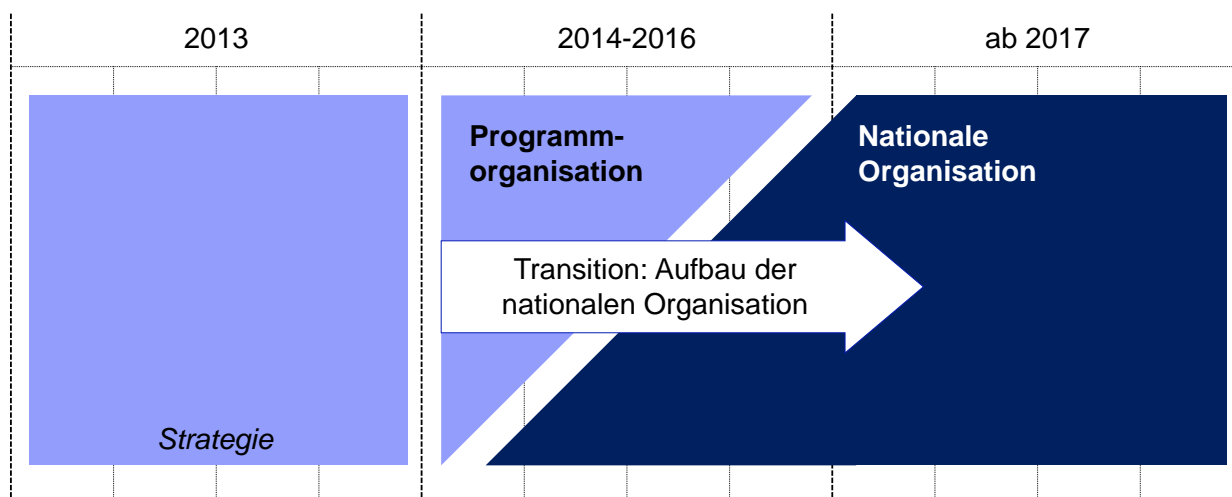 2013
2014-2016
ab 2017
Programm-
organisation
Nationale
Organisation
Transition: Aufbau der
nationalen Organisation
Strategie